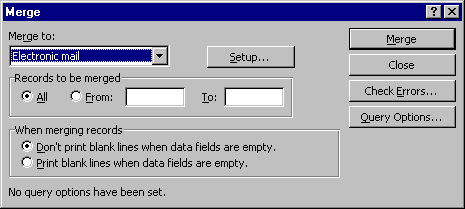 Merge
Merge to:
Electronic mail
Setup...
Merge
Close
Check Errors...
Query Options...
Records to be merged
All From: To:
When merging records
Don't print blank lines when data fields are empty.
Print blank lines when data fields are empty.
No query options have been set.